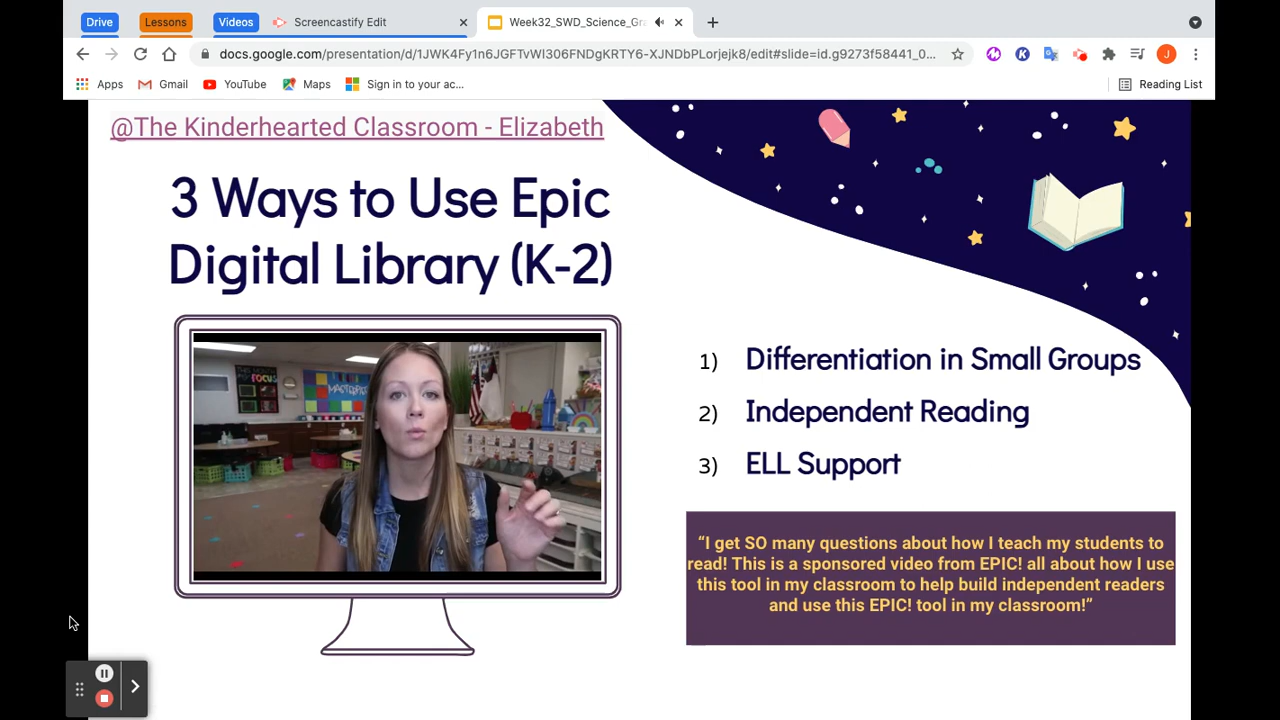 Drive
Lessons
Videos
Screencastify Edit
Week32_SWD_Science_Gra
docs.google.com/presentation/d/1JWK4Fy1n6JGFTvWI306FNDgKRTY6-XJNDbPLorjejk8/edit#slide=id.g9273f58441_0...
K
J
Apps
Gmail
YouTube
Maps
Sign in to your ac...
Reading List
@The Kinderhearted Classroom - Elizabeth
3 Ways to Use Epic
Digital Library (K-2)
FOCUS
1) Differentiation in Small Groups
2) Independent Reading
3) ELL Support
“I get SO many questions about how I teach my students to
read! This is a sponsored video from EPIC! all about how I use
this tool in my classroom to help build independent readers
and use this EPIC! tool in my classroom!”